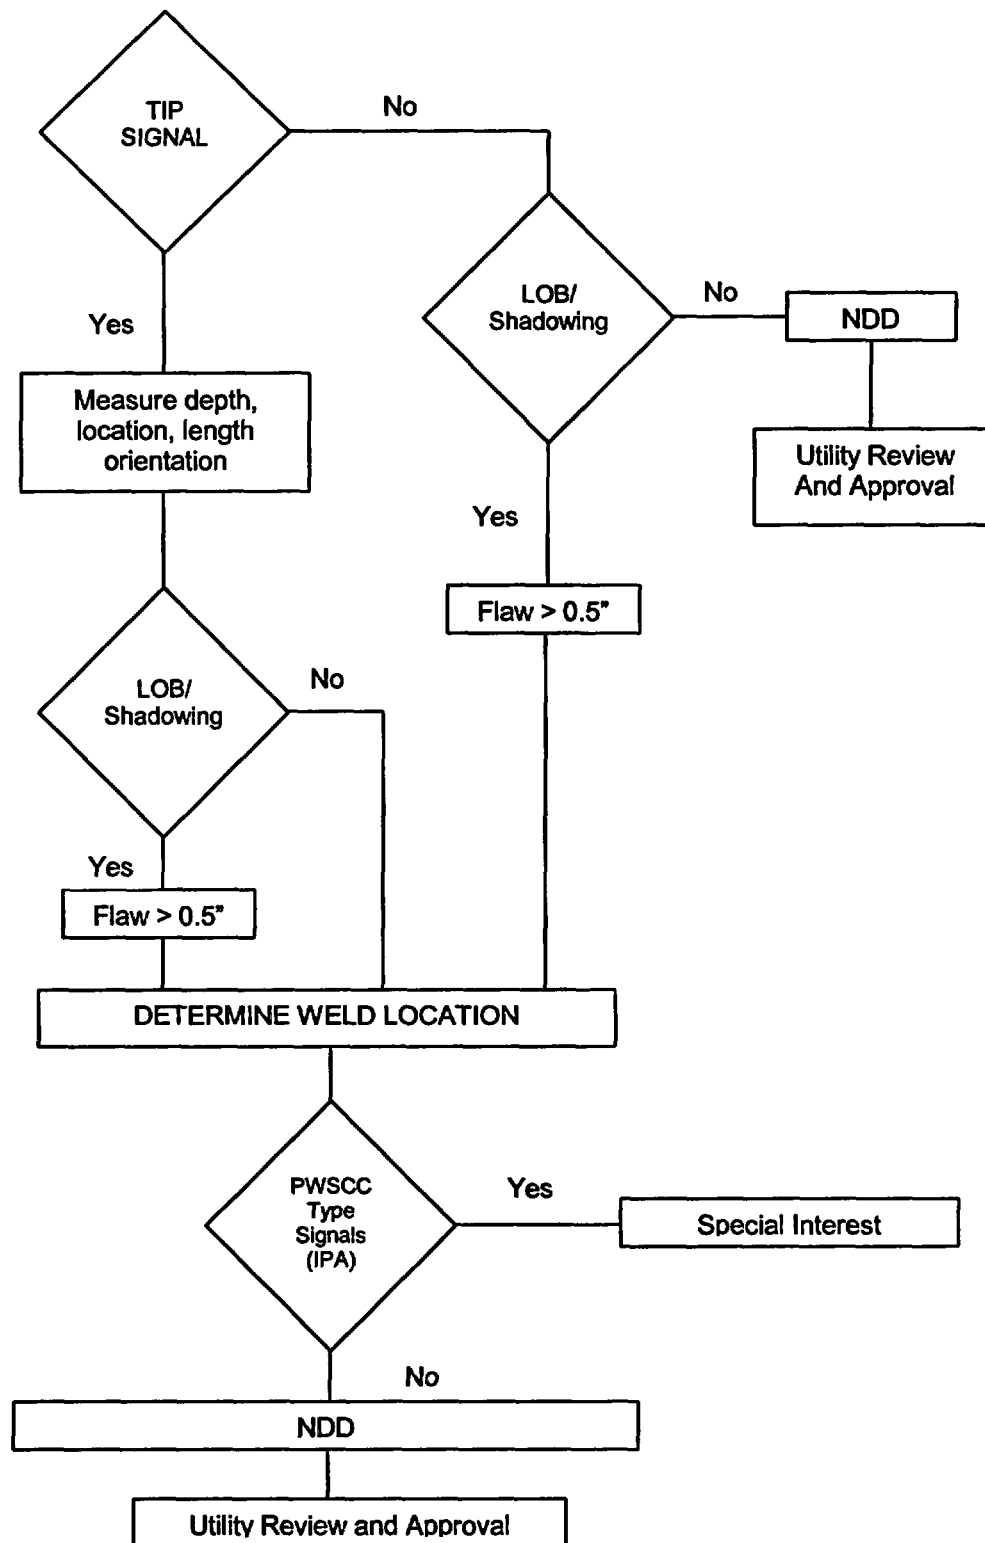 TIP
SIGNAL
No
LOB/
Shadowing
No
NDD
Yes
Measure depth,
location, length
orientation
Utility Review
And Approval
Yes
Flaw > 0.5"
LOB/
Shadowing
No
Yes
Flaw > 0.5"
DETERMINE WELD LOCATION
PWSCC
Type
Signals
(IPA)
Yes
Special Interest
No
NDD
Utility Review and Approval